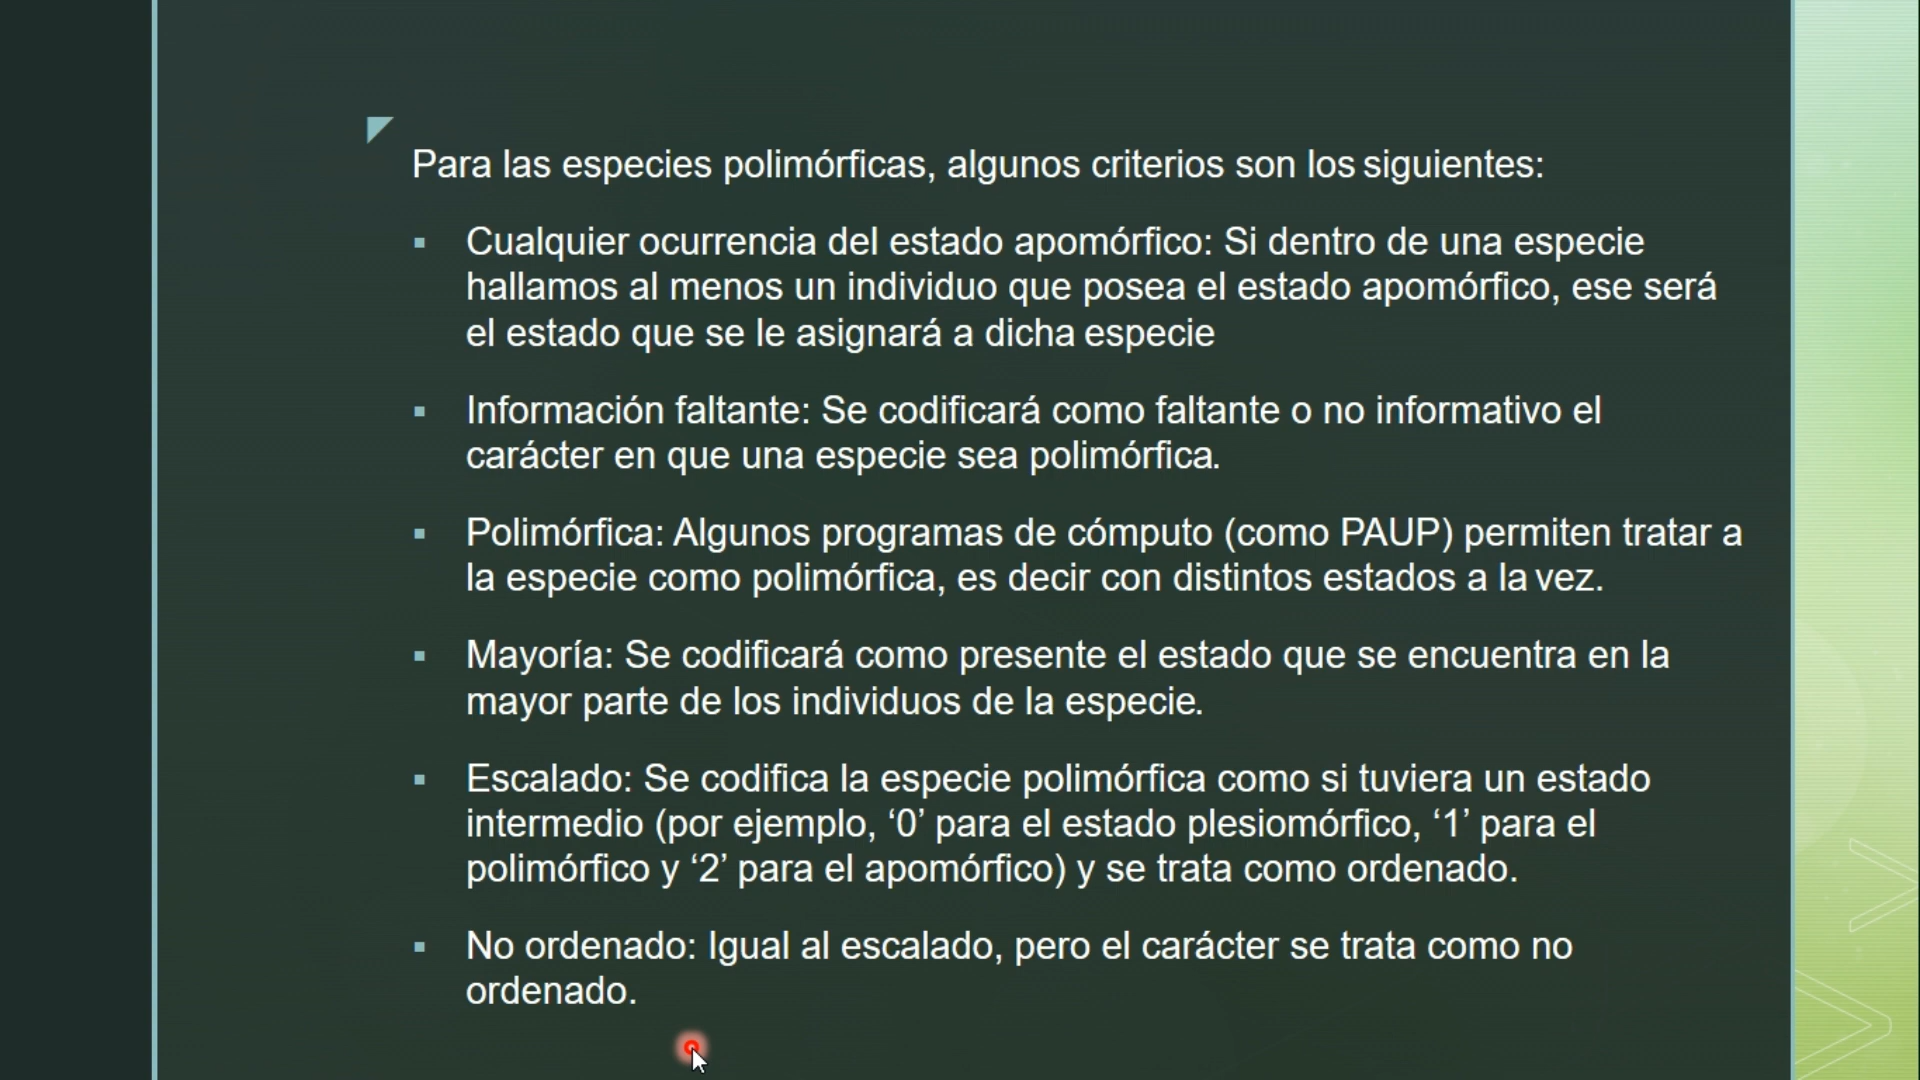 Para las especies polimórficas, algunos criterios son los siguientes:
Cualquier ocurrencia del estado apomórfico: Si dentro de una especie
hallamos al menos un individuo que posea el estado apomórfico, ese será
el estado que se le asignará a dicha especie
Información faltante: Se codificará como faltante o no informativo el
carácter en que una especie sea polimórfica.
Polimórfica: Algunos programas de cómputo (como PAUP) permiten tratar a
la especie como polimórfica, es decir con distintos estados a la vez.
Mayoría: Se codificará como presente el estado que se encuentra en la
mayor parte de los individuos de la especie.
Escalado: Se codifica la especie polimórfica como si tuviera un estado
intermedio (por ejemplo, ‘0’ para el estado plesiomórfico, ‘1’ para el
polimórfico y ‘2’ para el apomórfico) y se trata como ordenado.
No ordenado: Igual al escalado, pero el carácter se trata como no
ordenado.